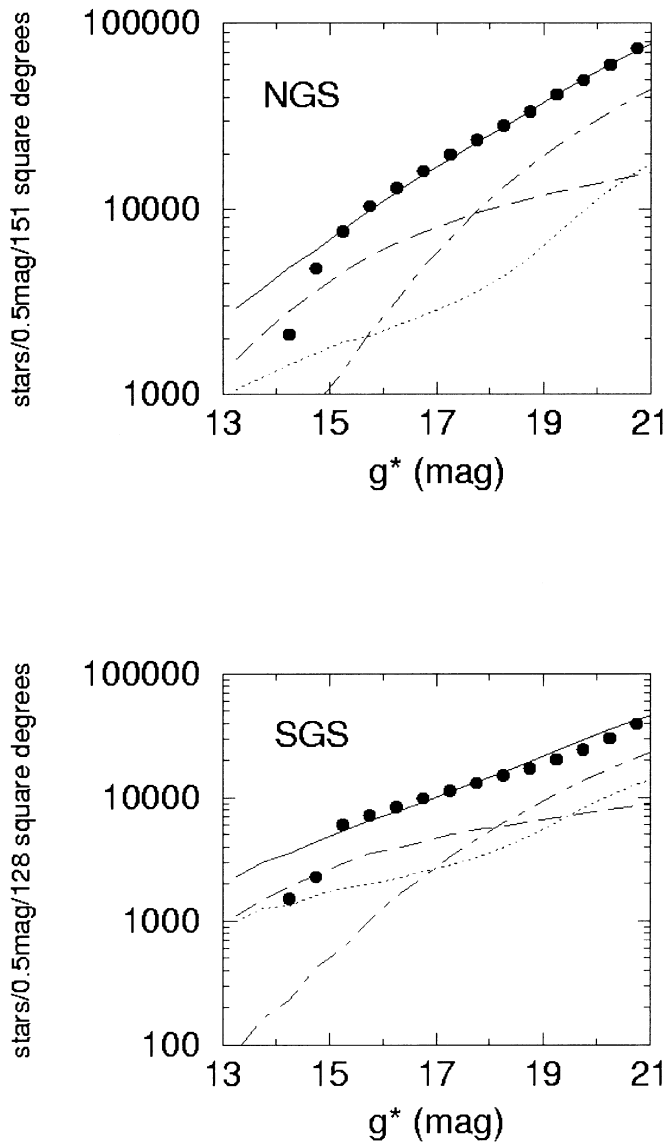 100000
NGS
stars/0.5mag/151 square degrees
10000
1000
13 15 17 19 21
g* (mag)
100000
SGS
stars/0.5mag/128 square degrees
10000
1000
100
13 15 17 19 21
g* (mag)